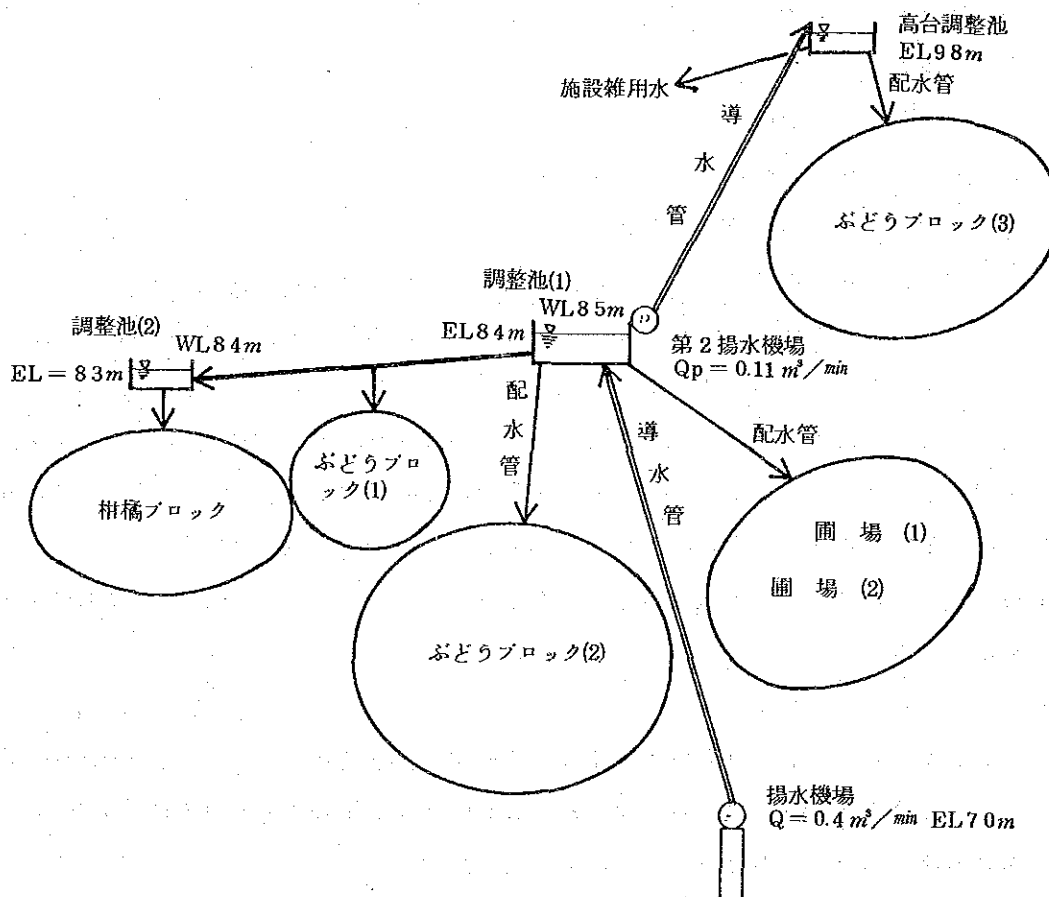 高台調整池
EL98m
施設雑用水
配水管
導
水
管
ぶどうブロック(3)
調整池(1)
WL85m
調整池(2)
WL84m
EL84m
EL=83m
P
第2揚水機場
Qp=0.11 m³/min
配
水
管
導
水
管
配水管
ぶどうブロ
ック(1)
柑橘ブロック
圃場 (1)
圃場 (2)
ぶどうブロック(2)
揚水機場
Q=0.4 m³/min EL70m